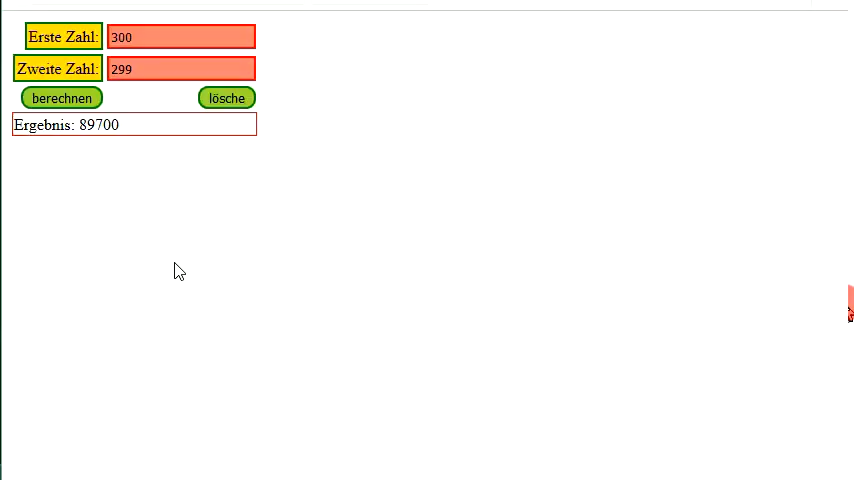 Erste Zahl: 300
Zweite Zahl: 299
berechnen lösche
Ergebnis: 89700